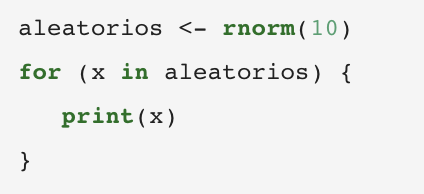 aleatorios <- rnorm(10)
for (x in aleatorios) {
   print(x)
}